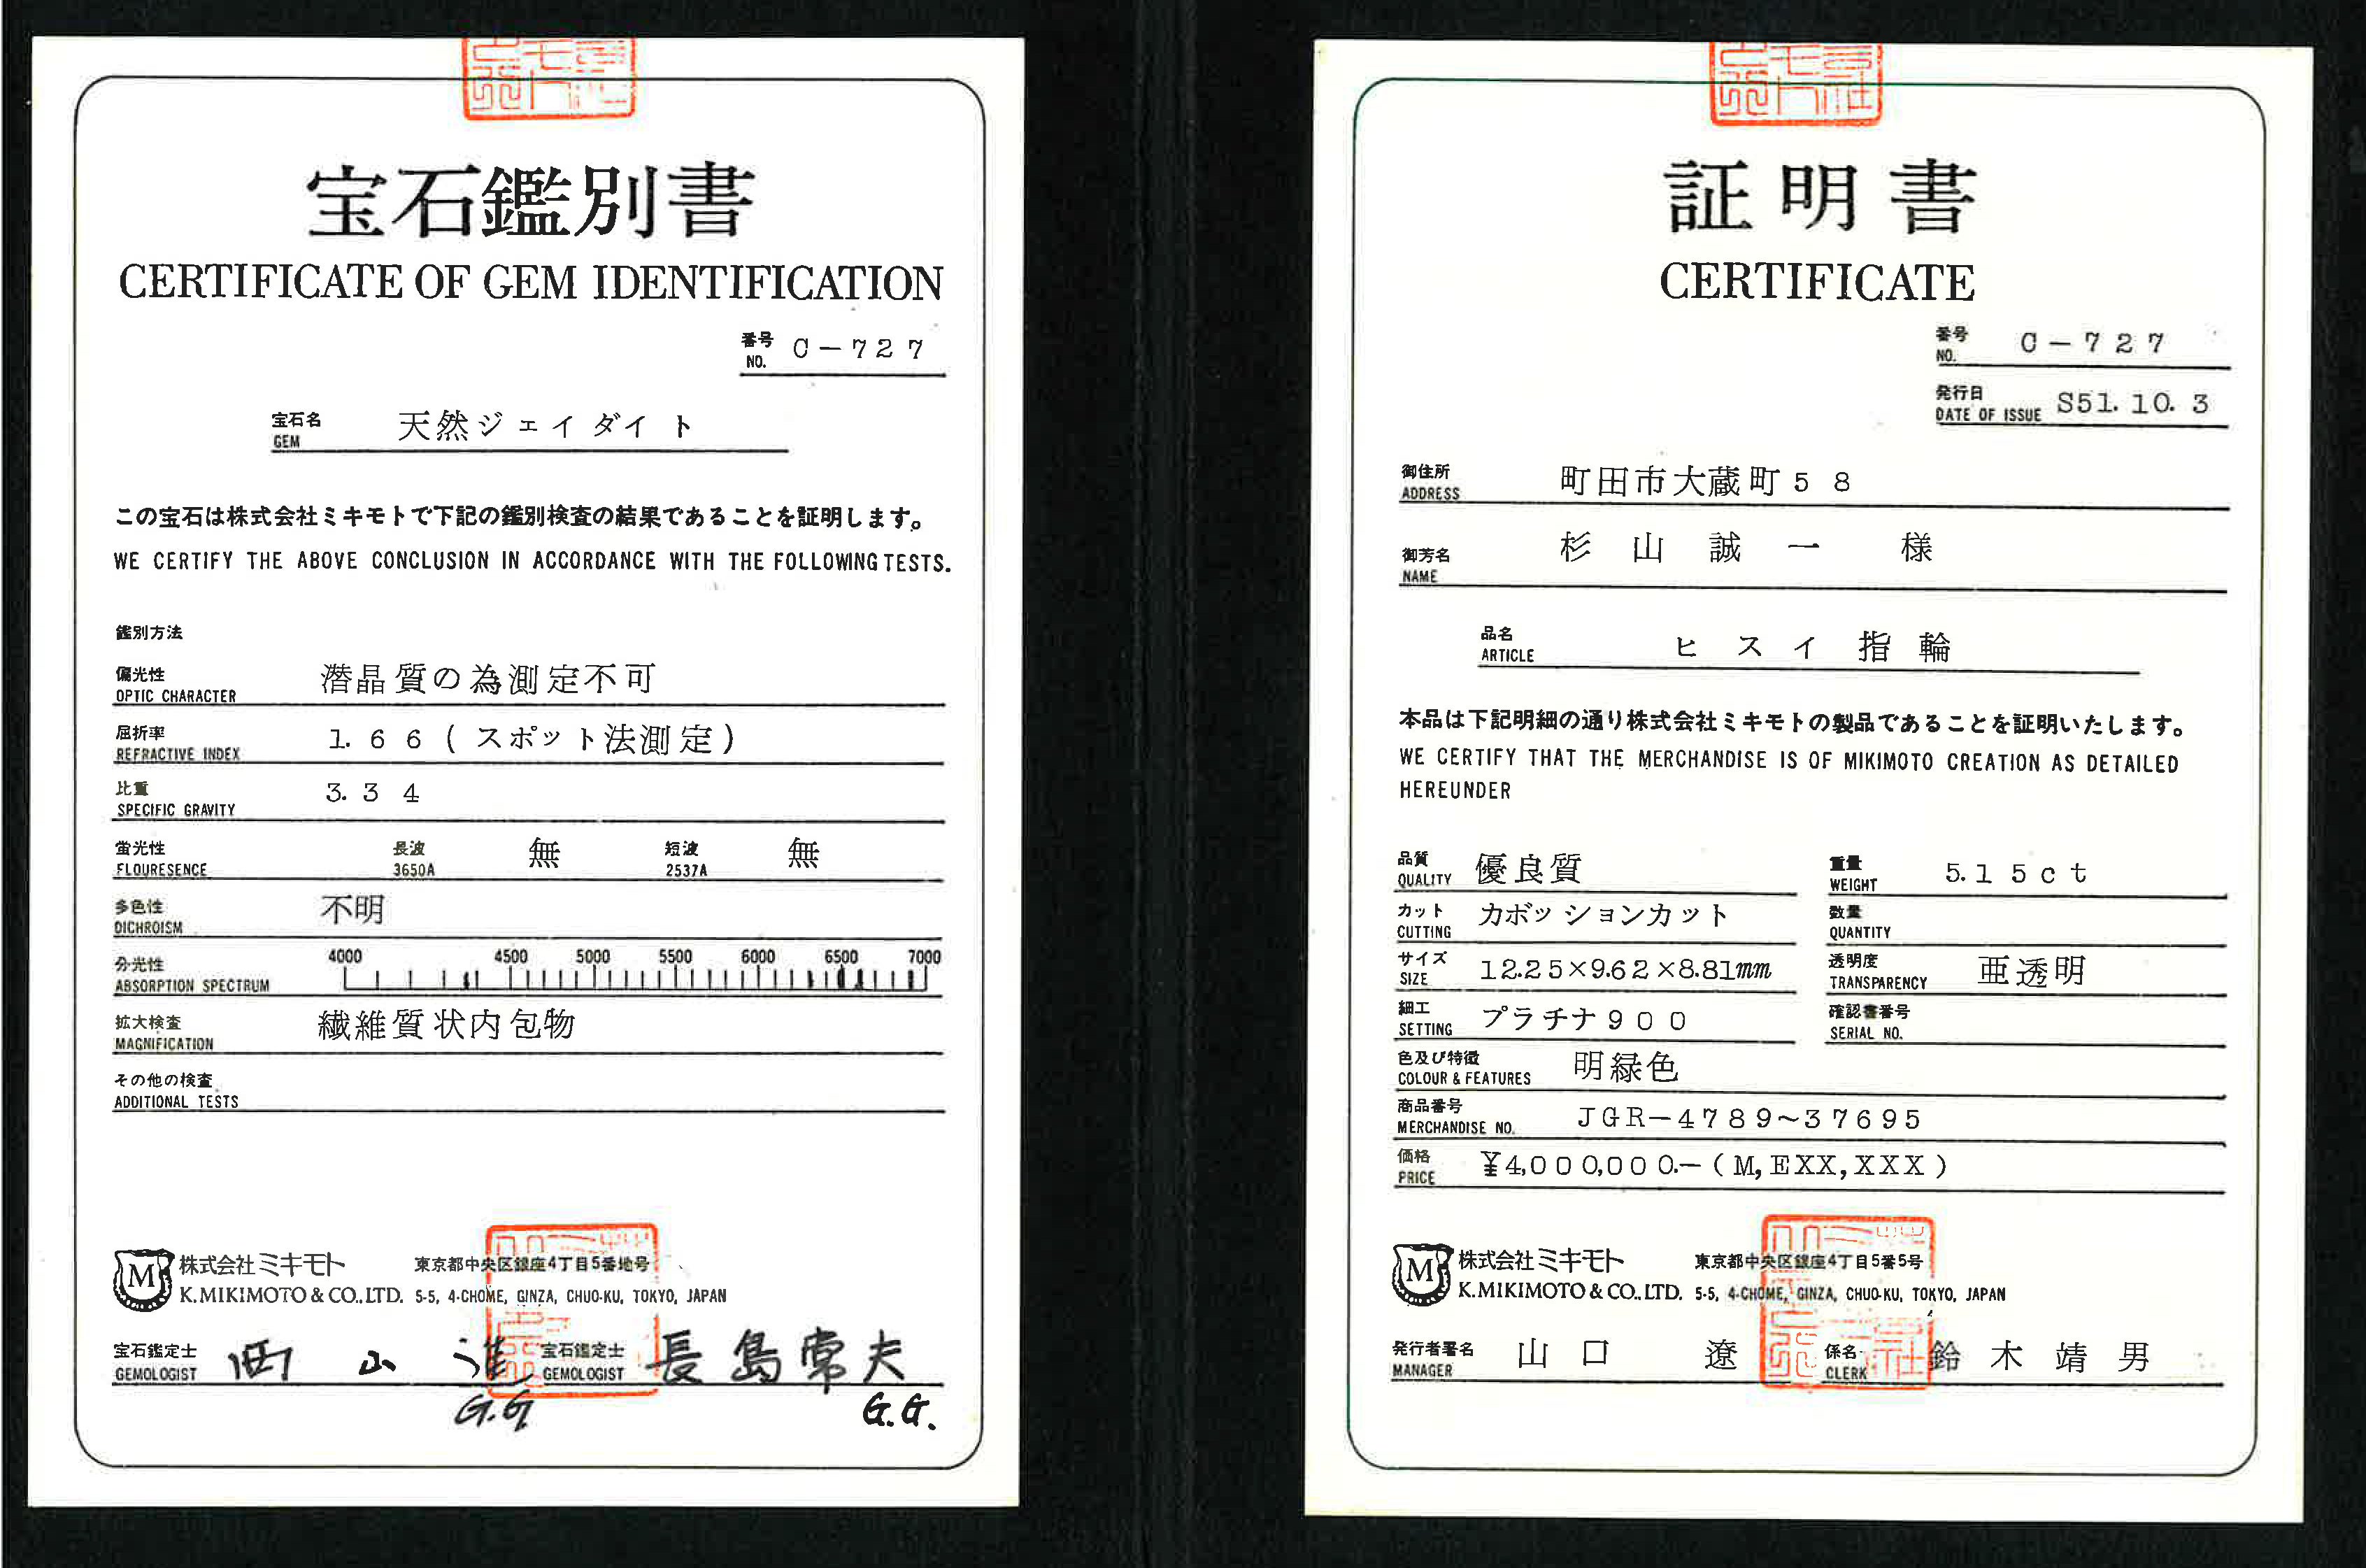 宝石鑑別書
CERTIFICATE OF GEM IDENTIFICATION
番号 NO. C-727
宝石名 GEM 天然ジェイダイト
この宝石は株式会社ミキモトで下記の鑑別検査の結果であることを証明します。
WE CERTIFY THE ABOVE CONCLUSION IN ACCORDANCE WITH THE FOLLOWING TESTS.
鑑別方法
偏光性 OPTIC CHARACTER 潜晶質の為測定不可
屈折率 REFRACTIVE INDEX 1.66(スポット法測定)
比重 SPECIFIC GRAVITY 3.34
蛍光性 FLOURESENCE 長波 3650A 無 短波 2537A 無
多色性 DICHROISM 不明
分光性 ABSORPTION SPECTRUM 4000 4500 5000 5500 6000 6500 7000
拡大検査 MAGNIFICATION 繊維質状内包物
その他の検査 ADDITIONAL TESTS
M 株式会社ミキモト 東京都中央区銀座4丁目5番地号
K.MIKIMOTO & CO., LTD. 5-5, 4-CHOME, GINZA, CHUO-KU, TOKYO, JAPAN
宝石鑑定士 GEMOLOGIST 西山進 G.G 宝石鑑定士 GEMOLOGIST 長島常夫 G.G.
証明書
CERTIFICATE
番号 NO. C-727
発行日 DATE OF ISSUE S51.10.3
御住所 ADDRESS 町田市大蔵町58
御芳名 NAME 杉山誠一 様
品名 ARTICLE ヒスイ指輪
本品は下記明細の通り株式会社ミキモトの製品であることを証明いたします。
WE CERTIFY THAT THE MERCHANDISE IS OF MIKIMOTO CREATION AS DETAILED
HEREUNDER
品質 QUALITY 優良質 重量 WEIGHT 5.15ct
カット CUTTING カボッションカット 数量 QUANTITY
サイズ SIZE 12.25×9.62×8.81mm 透明度 TRANSPARENCY 亜透明
細工 SETTING プラチナ900 確認書番号 SERIAL NO.
色及び特徴 COLOUR & FEATURES 明緑色
商品番号 MERCHANDISE NO. JGR-4789~37695
価格 PRICE ¥4,000,000.-(M,EXX,XXX)
M 株式会社ミキモト 東京都中央区銀座4丁目5番5号
K.MIKIMOTO & CO., LTD. 5-5, 4-CHOME, GINZA, CHUO-KU, TOKYO, JAPAN
発行者署名 MANAGER 山口 遼 係名 CLERK 鈴木靖男